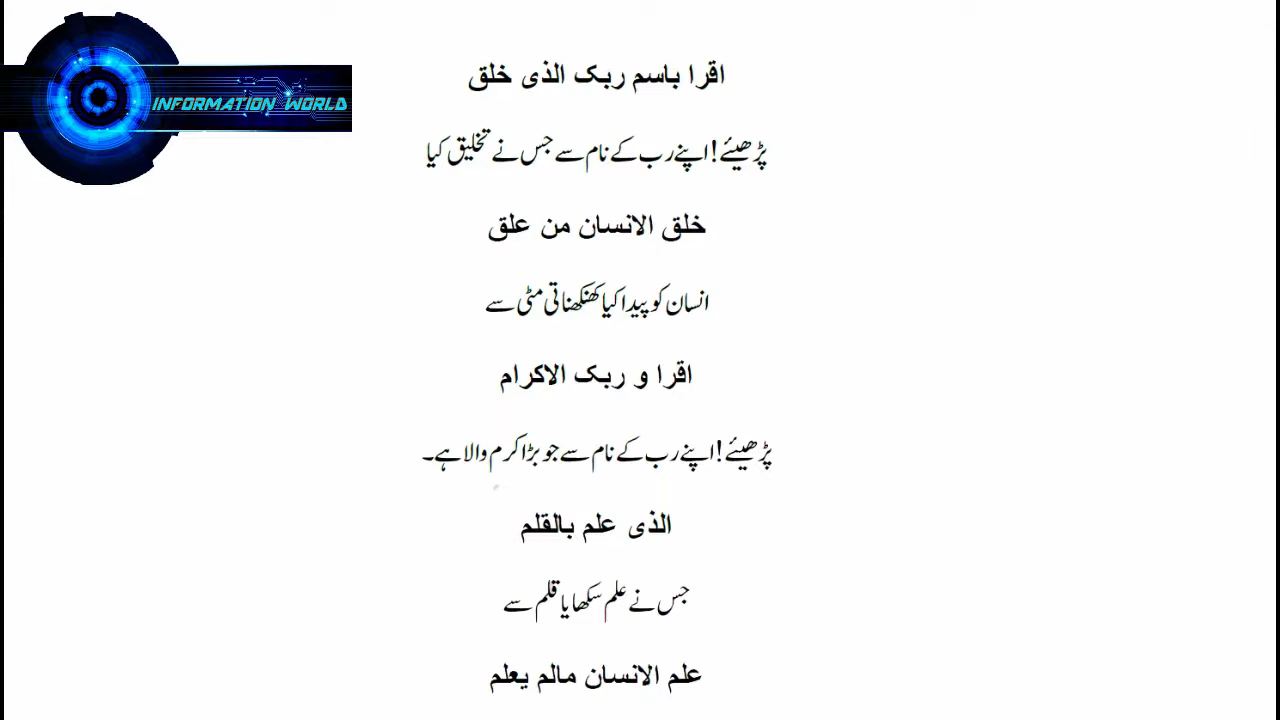 INFORMATION WORLD
اقرا باسم ربک الذی خلق
پڑھیئے! اپنے رب کے نام سے جس نے تخلیق کیا
خلق الانسان من علق
انسان کو پیدا کیا کھنکھناتی مٹی سے
اقرا و ربک الاکرام
پڑھیئے! اپنے رب کے نام سے جو بڑا کرم والا ہے۔
الذی علم بالقلم
جس نے علم سکھایا قلم سے
علم الانسان مالم یعلم